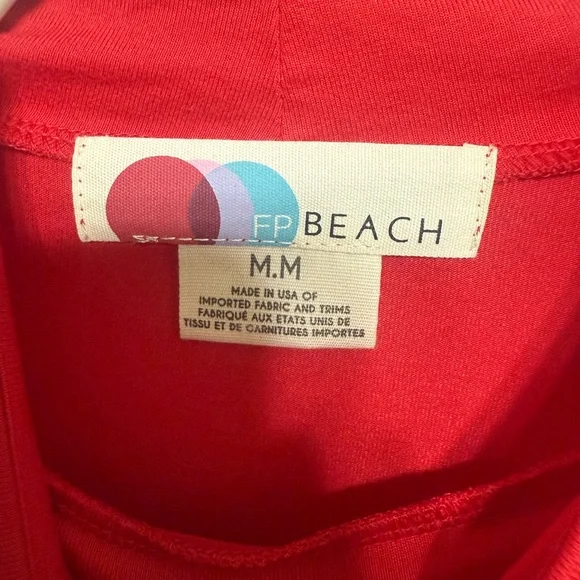 FP BEACH
M.M
MADE IN USA OF
IMPORTED FABRIC AND TRIMS
FABRIQUÉ AUX ETATS UNIS DE
TISSU ET DE GARNITURES IMPORTES